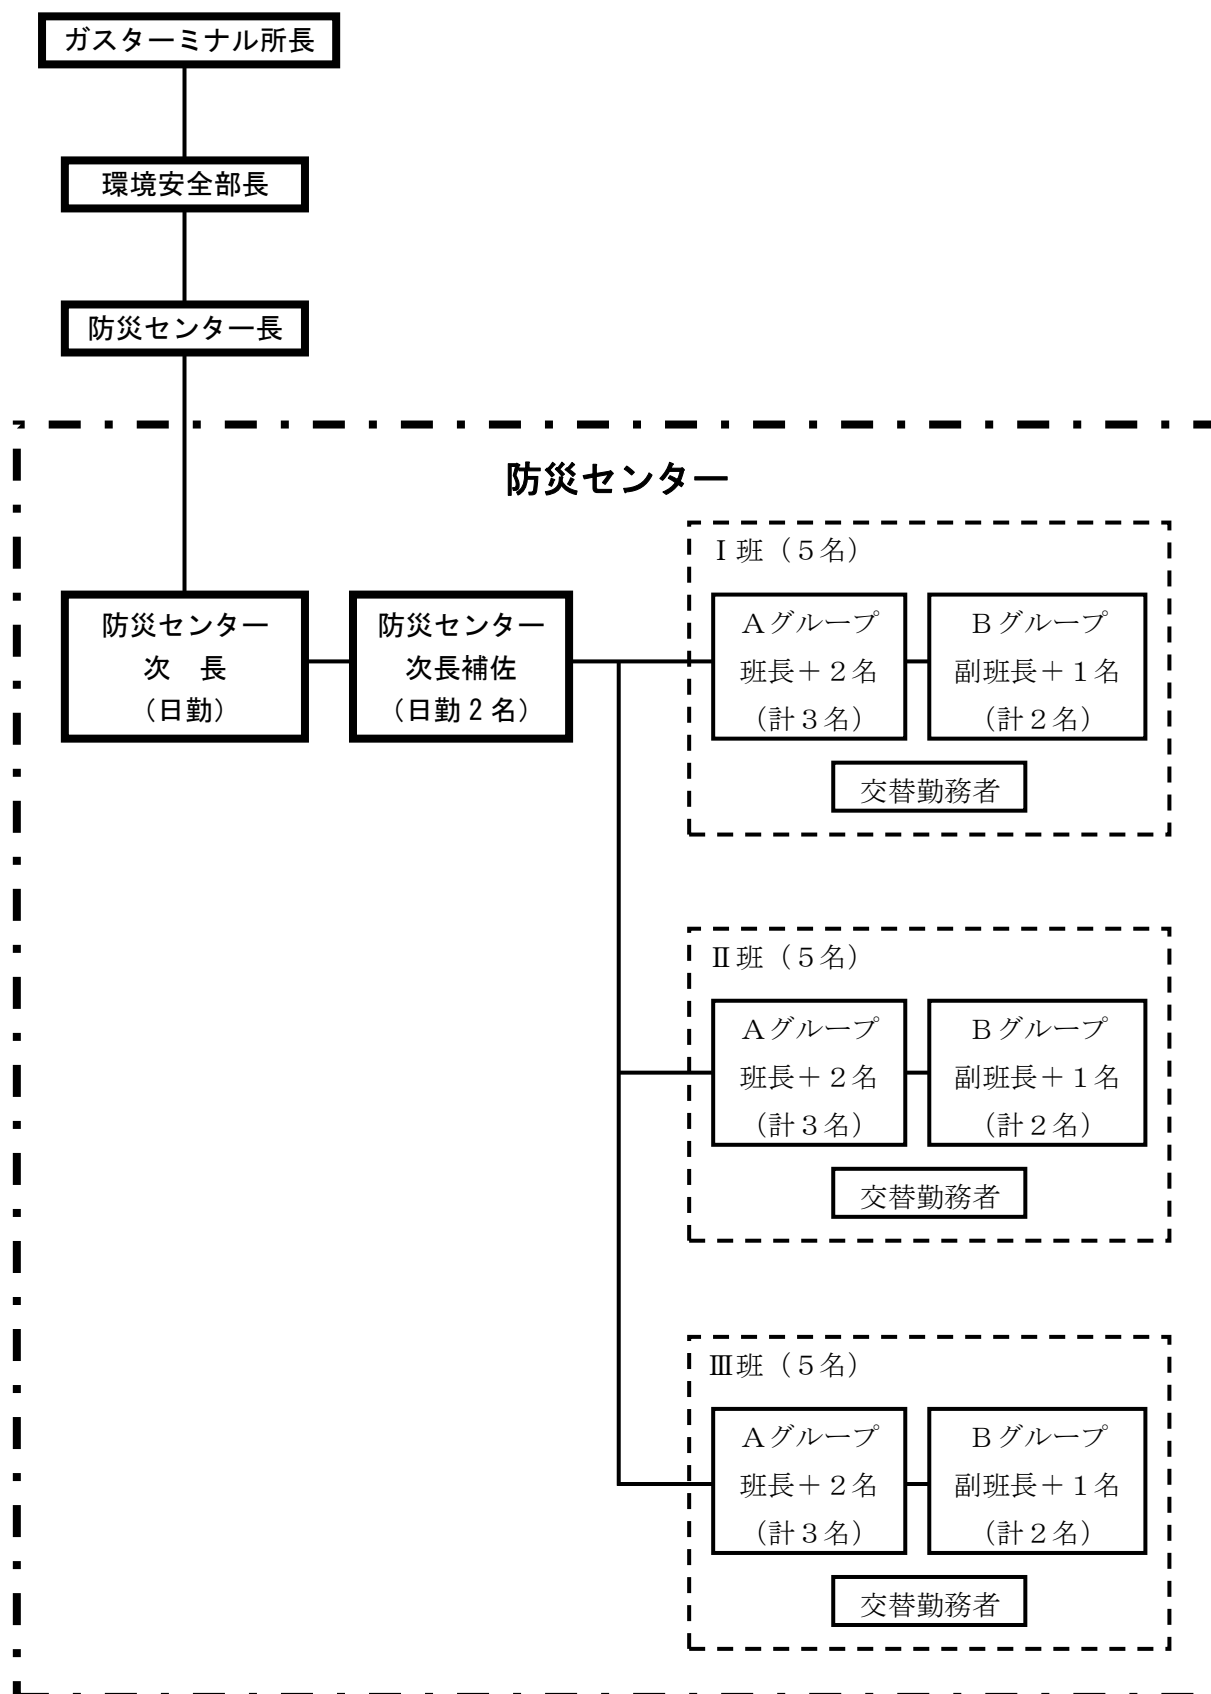 ガスターミナル所長
環境安全部長
防災センター長
防災センター
防災センター
次　長
（日勤）
防災センター
次長補佐
（日勤２名）
Ⅰ班（５名）
Ａグループ
班長＋２名
（計３名）
Ｂグループ
副班長＋１名
（計２名）
交替勤務者
Ⅱ班（５名）
Ａグループ
班長＋２名
（計３名）
Ｂグループ
副班長＋１名
（計２名）
交替勤務者
Ⅲ班（５名）
Ａグループ
班長＋２名
（計３名）
Ｂグループ
副班長＋１名
（計２名）
交替勤務者